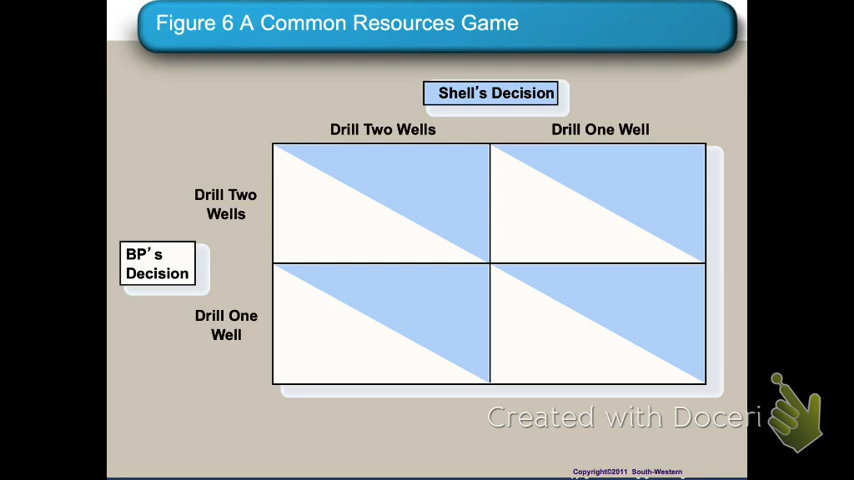 Figure 6 A Common Resources Game
Shell's Decision
Drill Two Wells
Drill One Well
Drill Two
Wells
BP's
Decision
Drill One
Well
Created with Doceri
Copyright©2011 South-Western